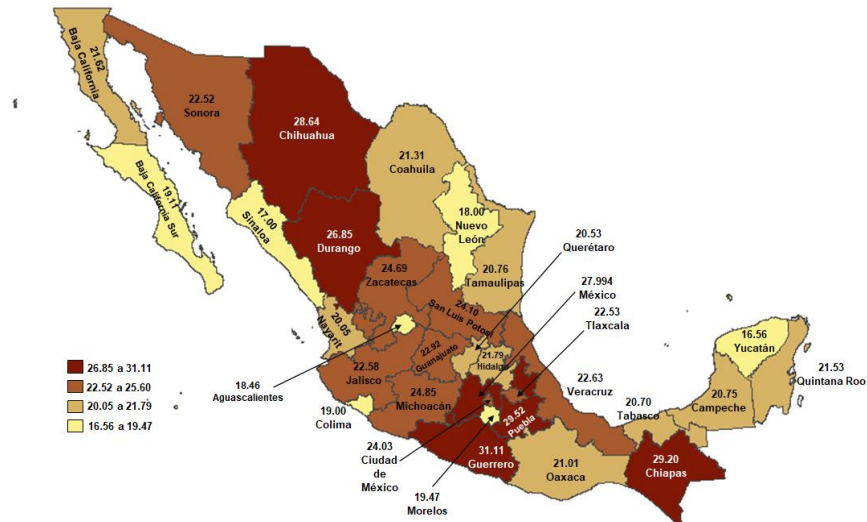 21.62
Baja California
22.52
Sonora
28.64
Chihuahua
21.31
Coahuila
19.11
Baja California Sur
17.00
Sinaloa
18.00
Nuevo
León
20.53
Querétaro
26.85
Durango
24.69
Zacatecas
20.76
Tamaulipas
27.994
México
24.10
San Luis Potosí
22.53
Tlaxcala
20.05
Nayarit
16.56
Yucatán
26.85 a 31.11
22.52 a 25.60
20.05 a 21.79
16.56 a 19.47
18.46
Aguascalientes
22.58
Jalisco
22.92
Guanajuato
21.79
Hidalgo
22.63
Veracruz
21.53
Quintana Roo
20.75
Campeche
20.70
Tabasco
19.00
Colima
24.85
Michoacán
29.52
Puebla
24.03
Ciudad
de
México
31.11
Guerrero
21.01
Oaxaca
29.20
Chiapas
19.47
Morelos